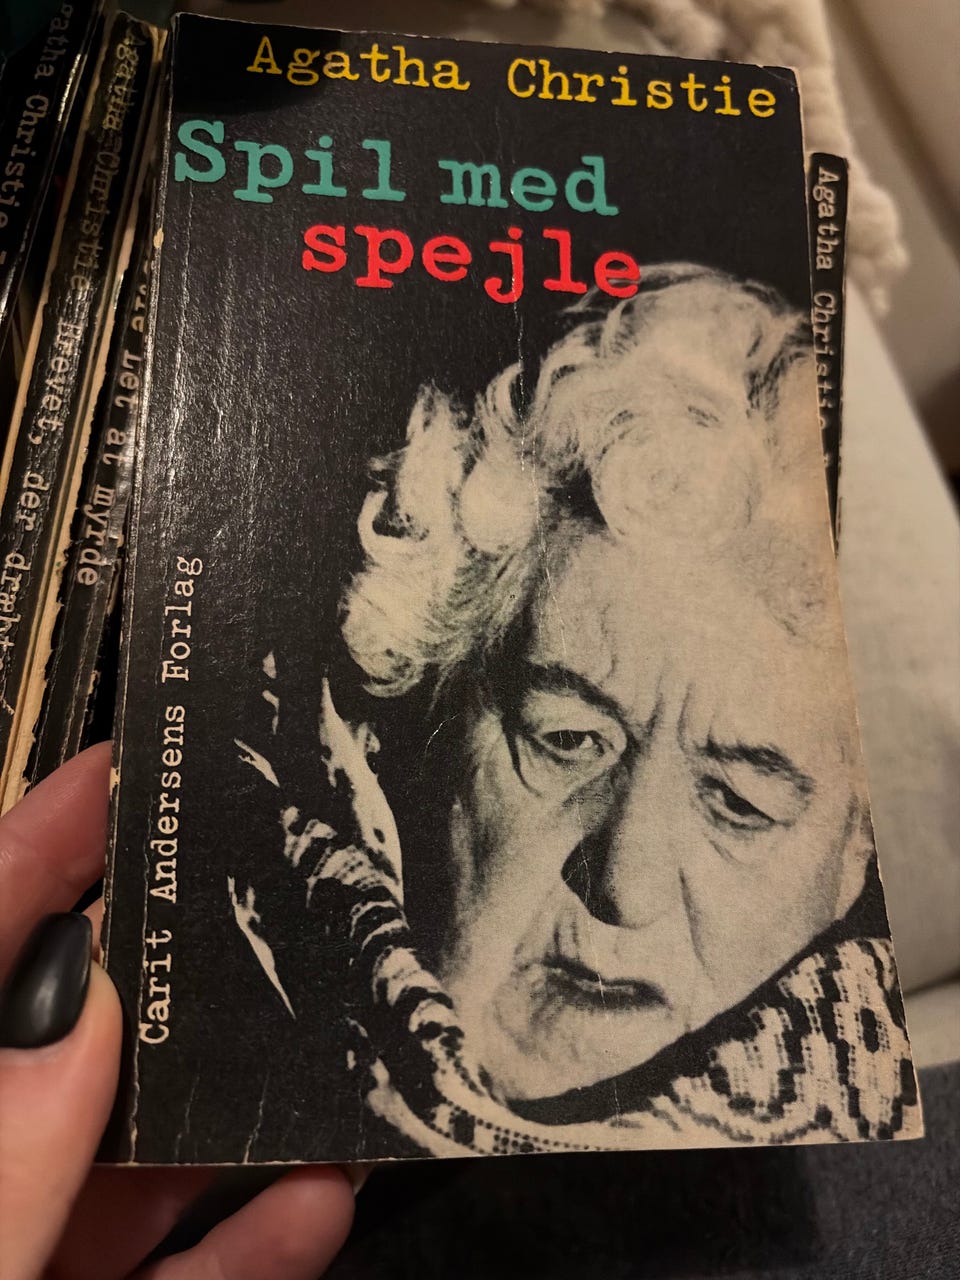 Agatha Christie
Spil med
spejle
Carit Andersens Forlag
Agatha Christie
Agatha Christie Brevet, der dræbt
Let at myrde
Agatha Christie